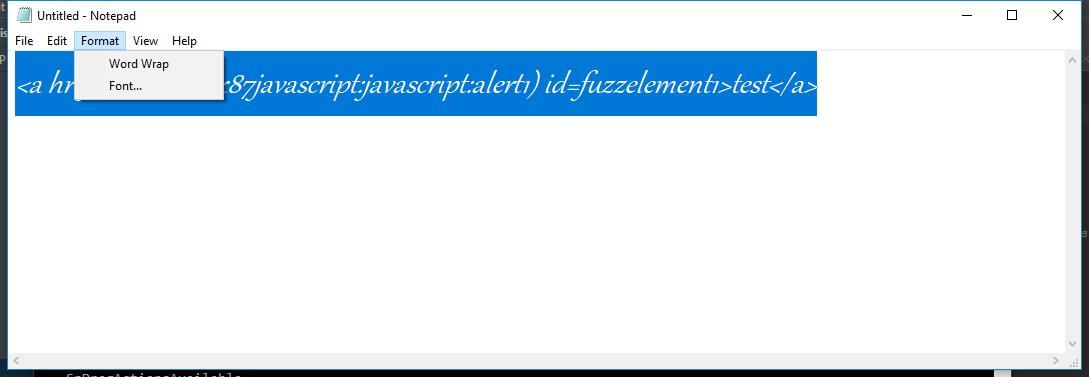 Untitled - Notepad
File Edit Format View Help
Word Wrap
Font...
<a hr 87javascript:javascript:alert1) id=fuzzelement1>test</a>